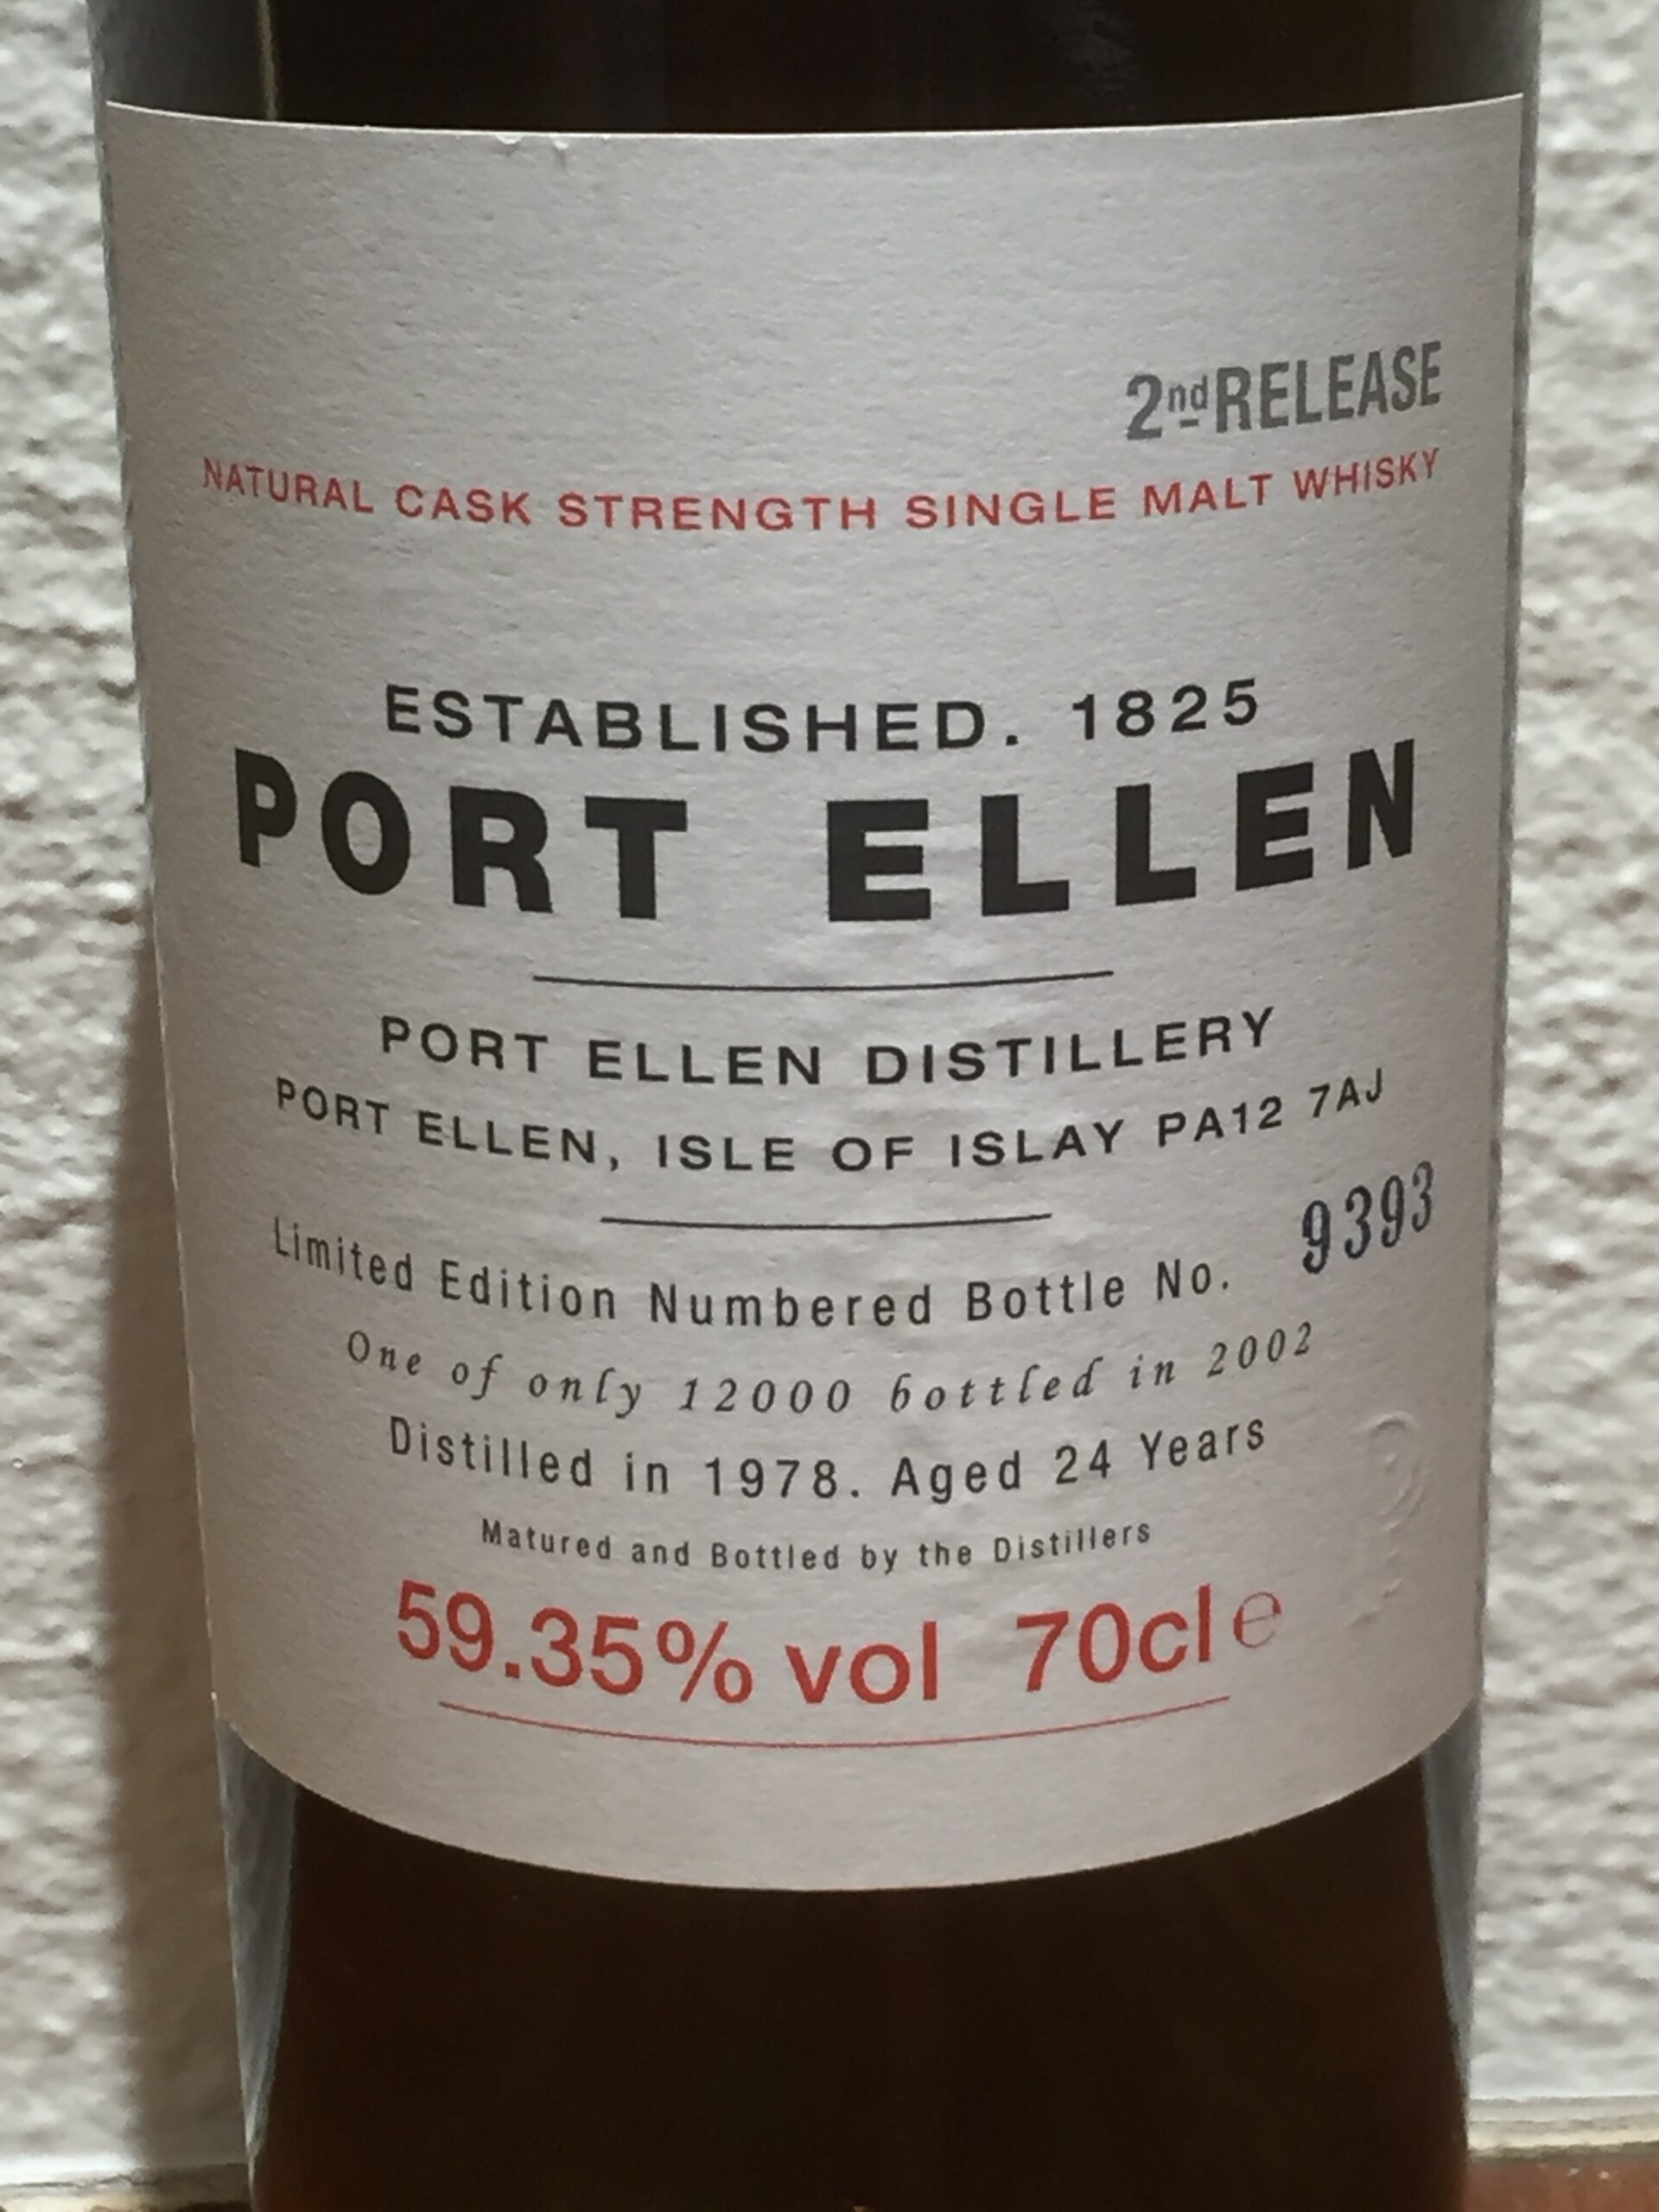 2nd RELEASE
NATURAL CASK STRENGTH SINGLE MALT WHISKY
ESTABLISHED. 1825
PORT ELLEN
PORT ELLEN DISTILLERY
PORT ELLEN, ISLE OF ISLAY PA12 7AJ
Limited Edition Numbered Bottle No. 9393
One of only 12000 bottled in 2002
Distilled in 1978. Aged 24 Years
Matured and Bottled by the Distillers
59.35% vol 70cl e